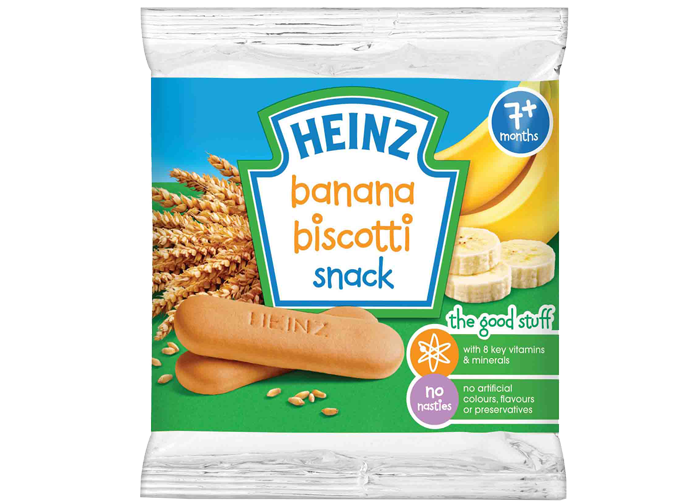 HEINZ
banana
biscotti
snack
7+
months
HEINZ
the good stuff
with 8 key vitamins
& minerals
no
nasties
no artificial
colours, flavours
or preservatives